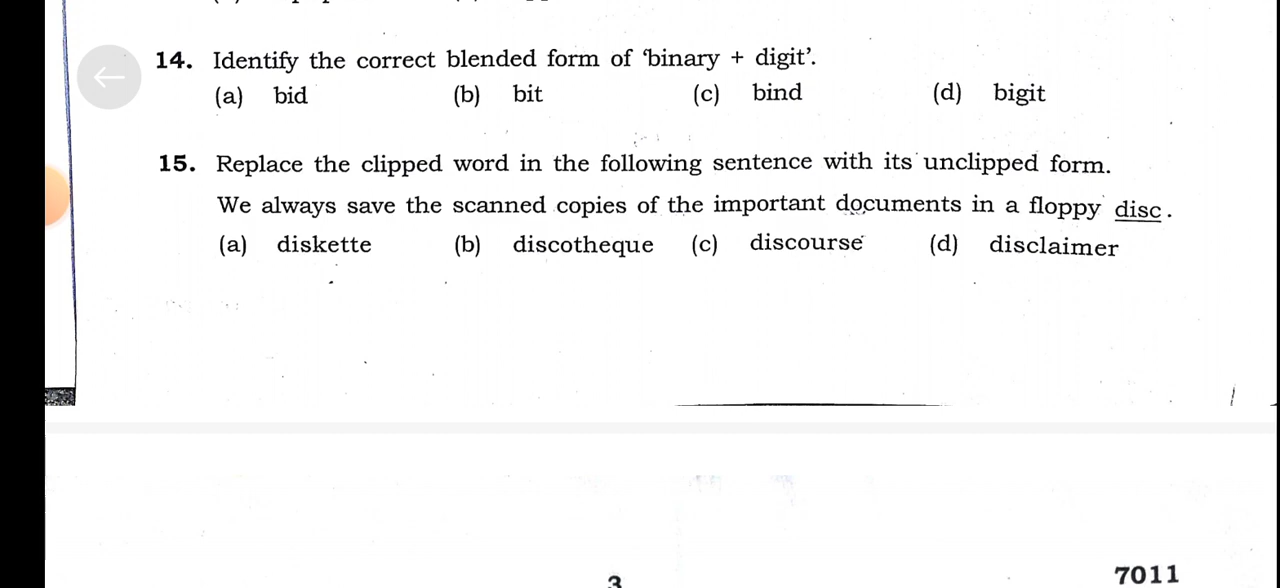 14. Identify the correct blended form of ‘binary + digit’.
(a) bid (b) bit (c) bind (d) bigit
15. Replace the clipped word in the following sentence with its unclipped form.
We always save the scanned copies of the important documents in a floppy disc.
(a) diskette (b) discotheque (c) discourse (d) disclaimer
3
7011